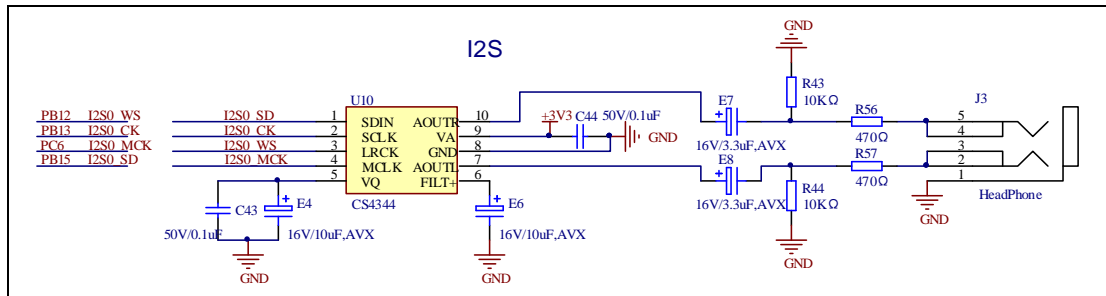 I2S
GND
R43
10KΩ
J3
U10
E7
C44 50V/0.1uF
+3V3
R56
PB12 I2S0_WS I2S0_SD 1 SDIN AOUTR 10 5
PB13 I2S0_CK I2S0_CK 2 SCLK VA 9 GND 470Ω 4
PC6 I2S0_MCK I2S0_WS 3 LRCK GND 8 16V/3.3uF,AVX R57 3
PB15 I2S0_SD I2S0_MCK 4 MCLK AOUTL 7 E8 2
5 VQ FILT+ 6 470Ω 1
CS4344
16V/3.3uF,AVX
R44
10KΩ
HeadPhone
GND
C43
E4
E6
50V/0.1uF
16V/10uF,AVX
16V/10uF,AVX
GND
GND
GND